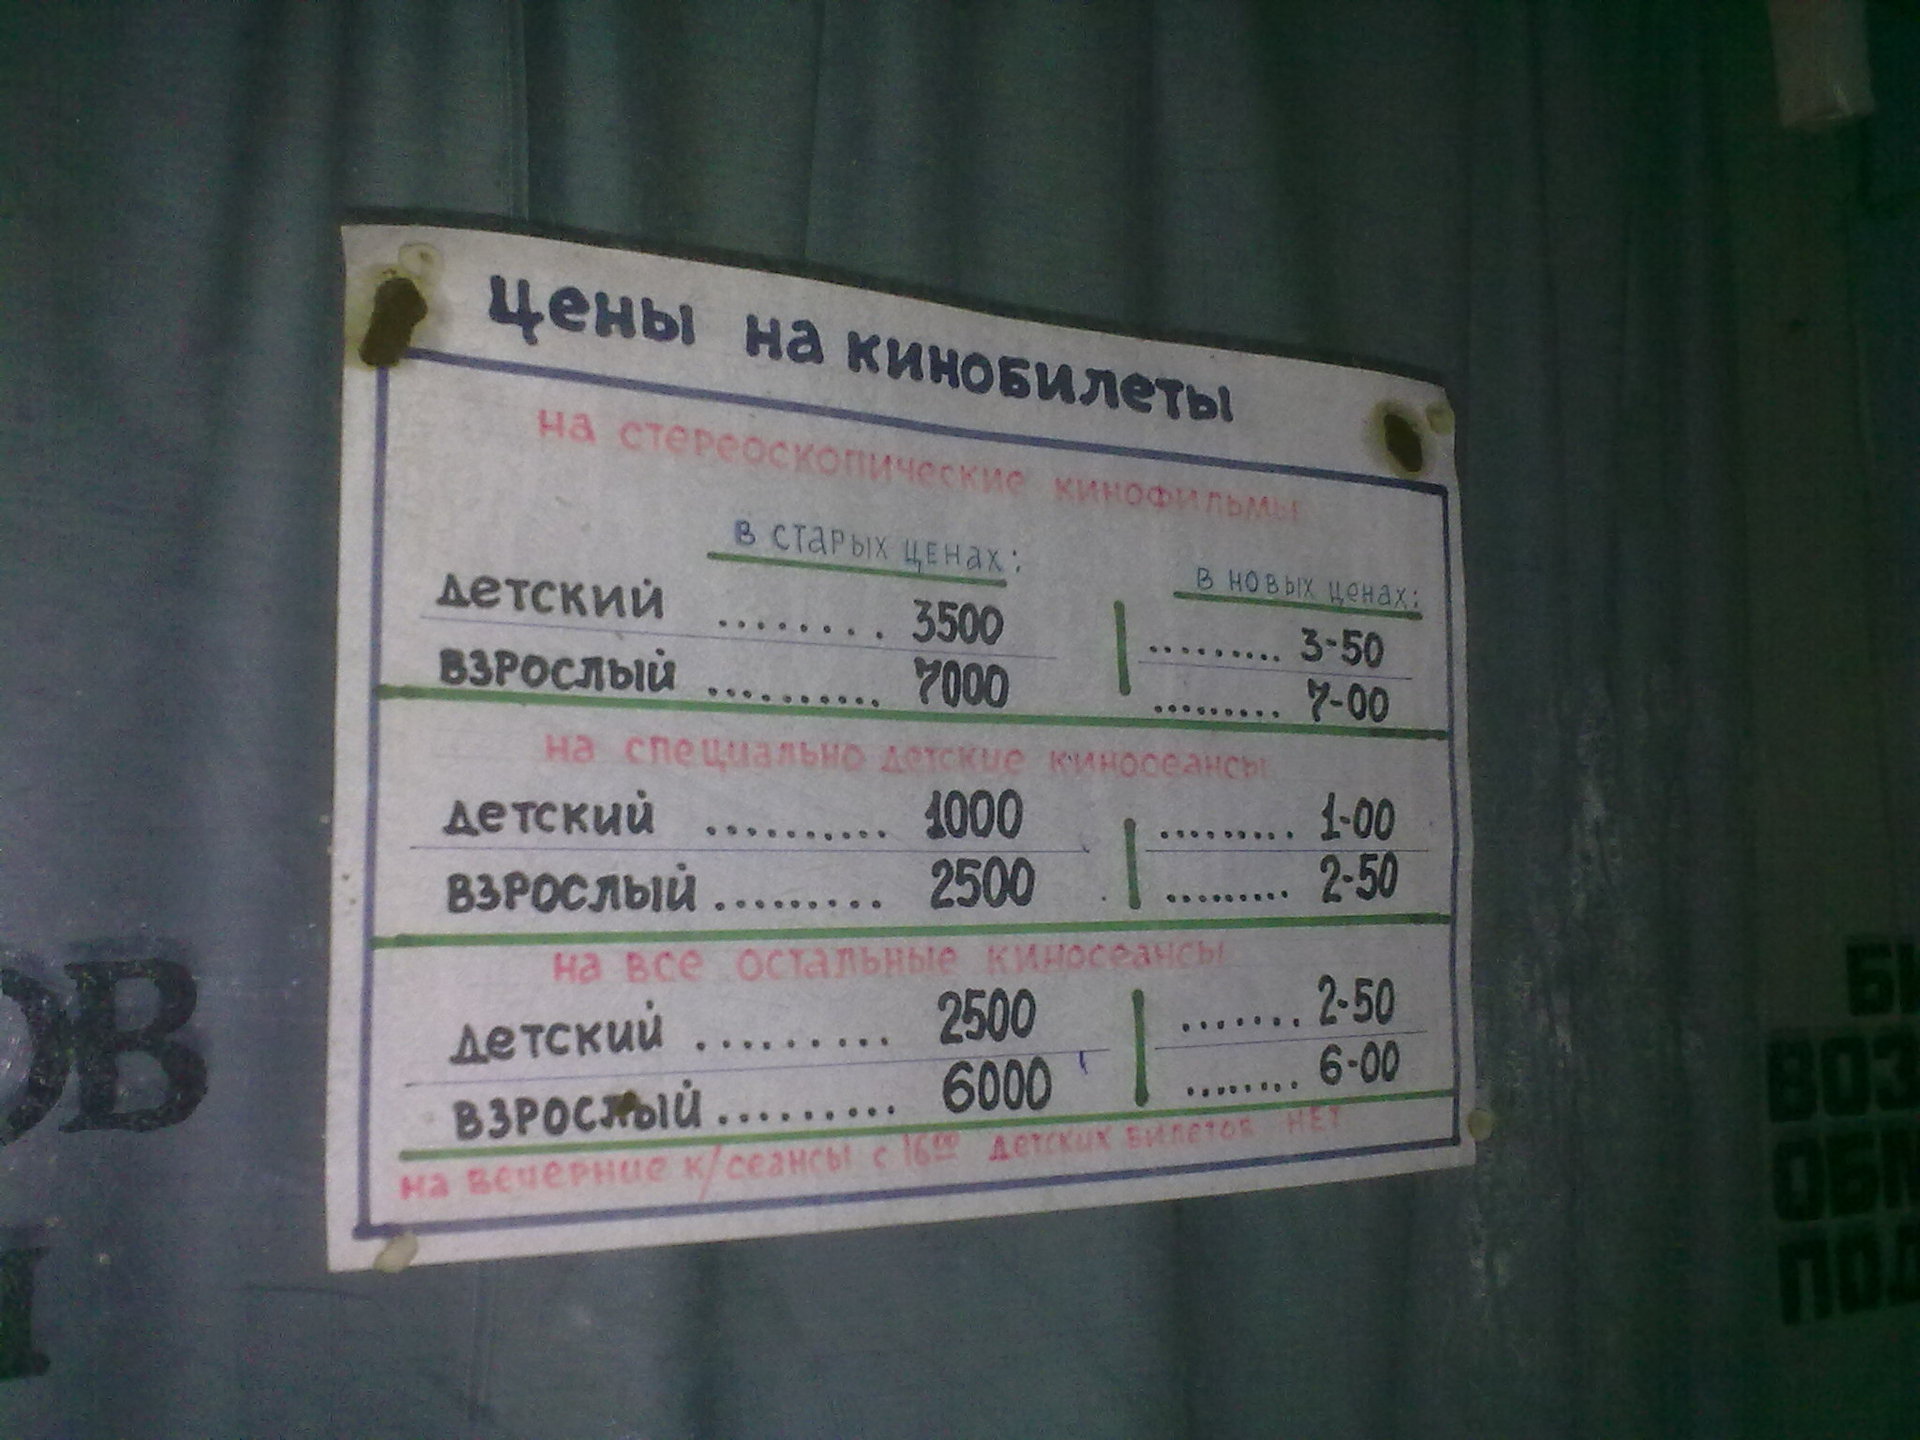 Цены на кинобилеты
на стереоскопические кинофильмы
в старых ценах: в новых ценах:
детский ........ 3500 ......... 3-50
взрослый .......... 7000 ......... 7-00
на специально детские киносеансы
детский .......... 1000 ......... 1-00
взрослый ......... 2500 ......... 2-50
на все остальные киносеансы
детский ......... 2500 ....... 2-50
взрослый ......... 6000 ........ 6-00
на вечерние к/сеансы с 16⁰⁰ детских билетов нет